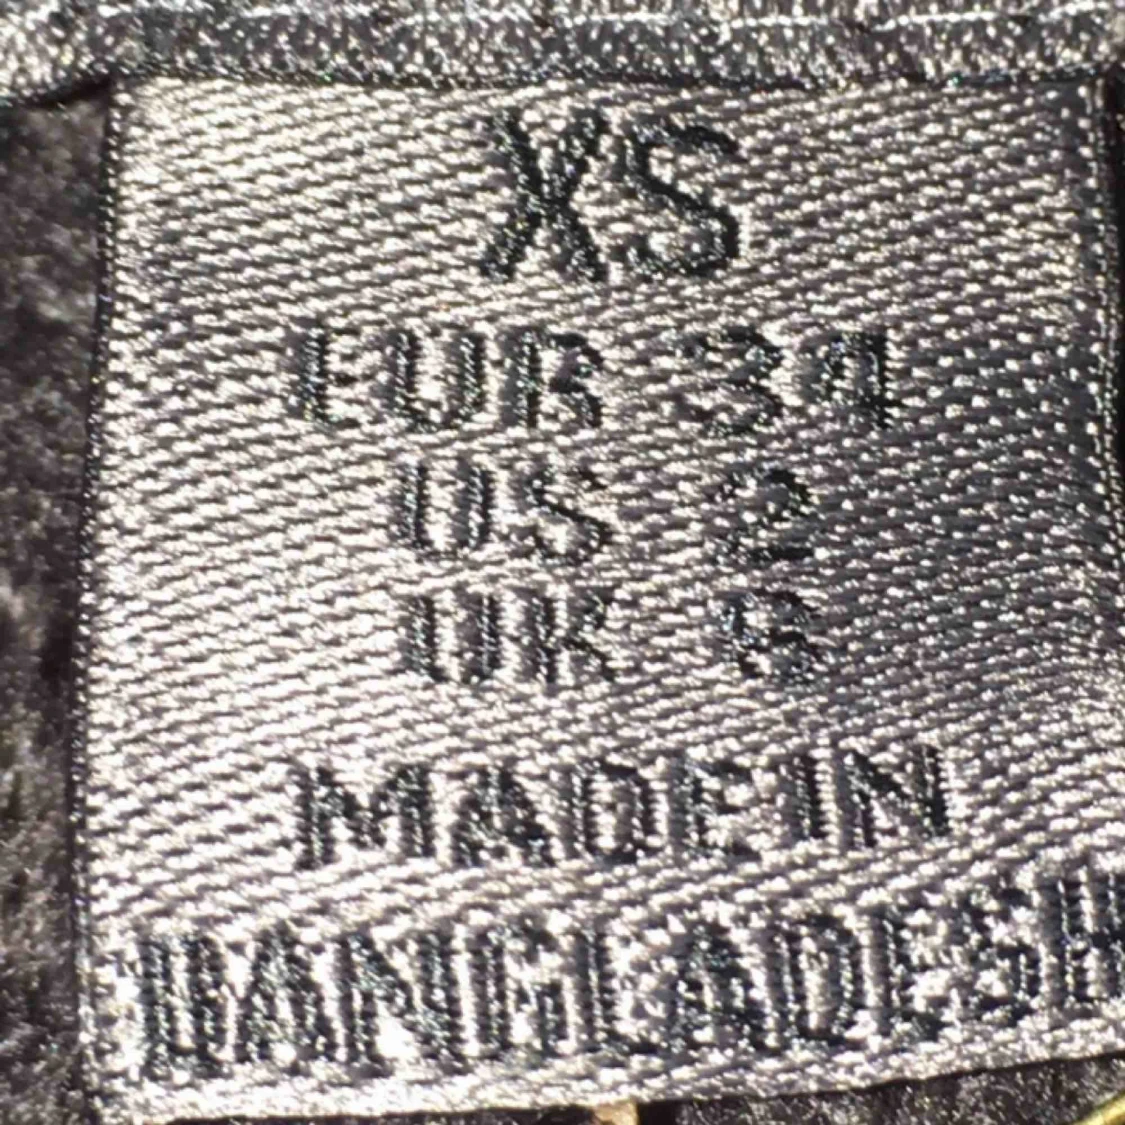 XS
EUR 34
US 2
UK 6
MADE IN
BANGLADESH